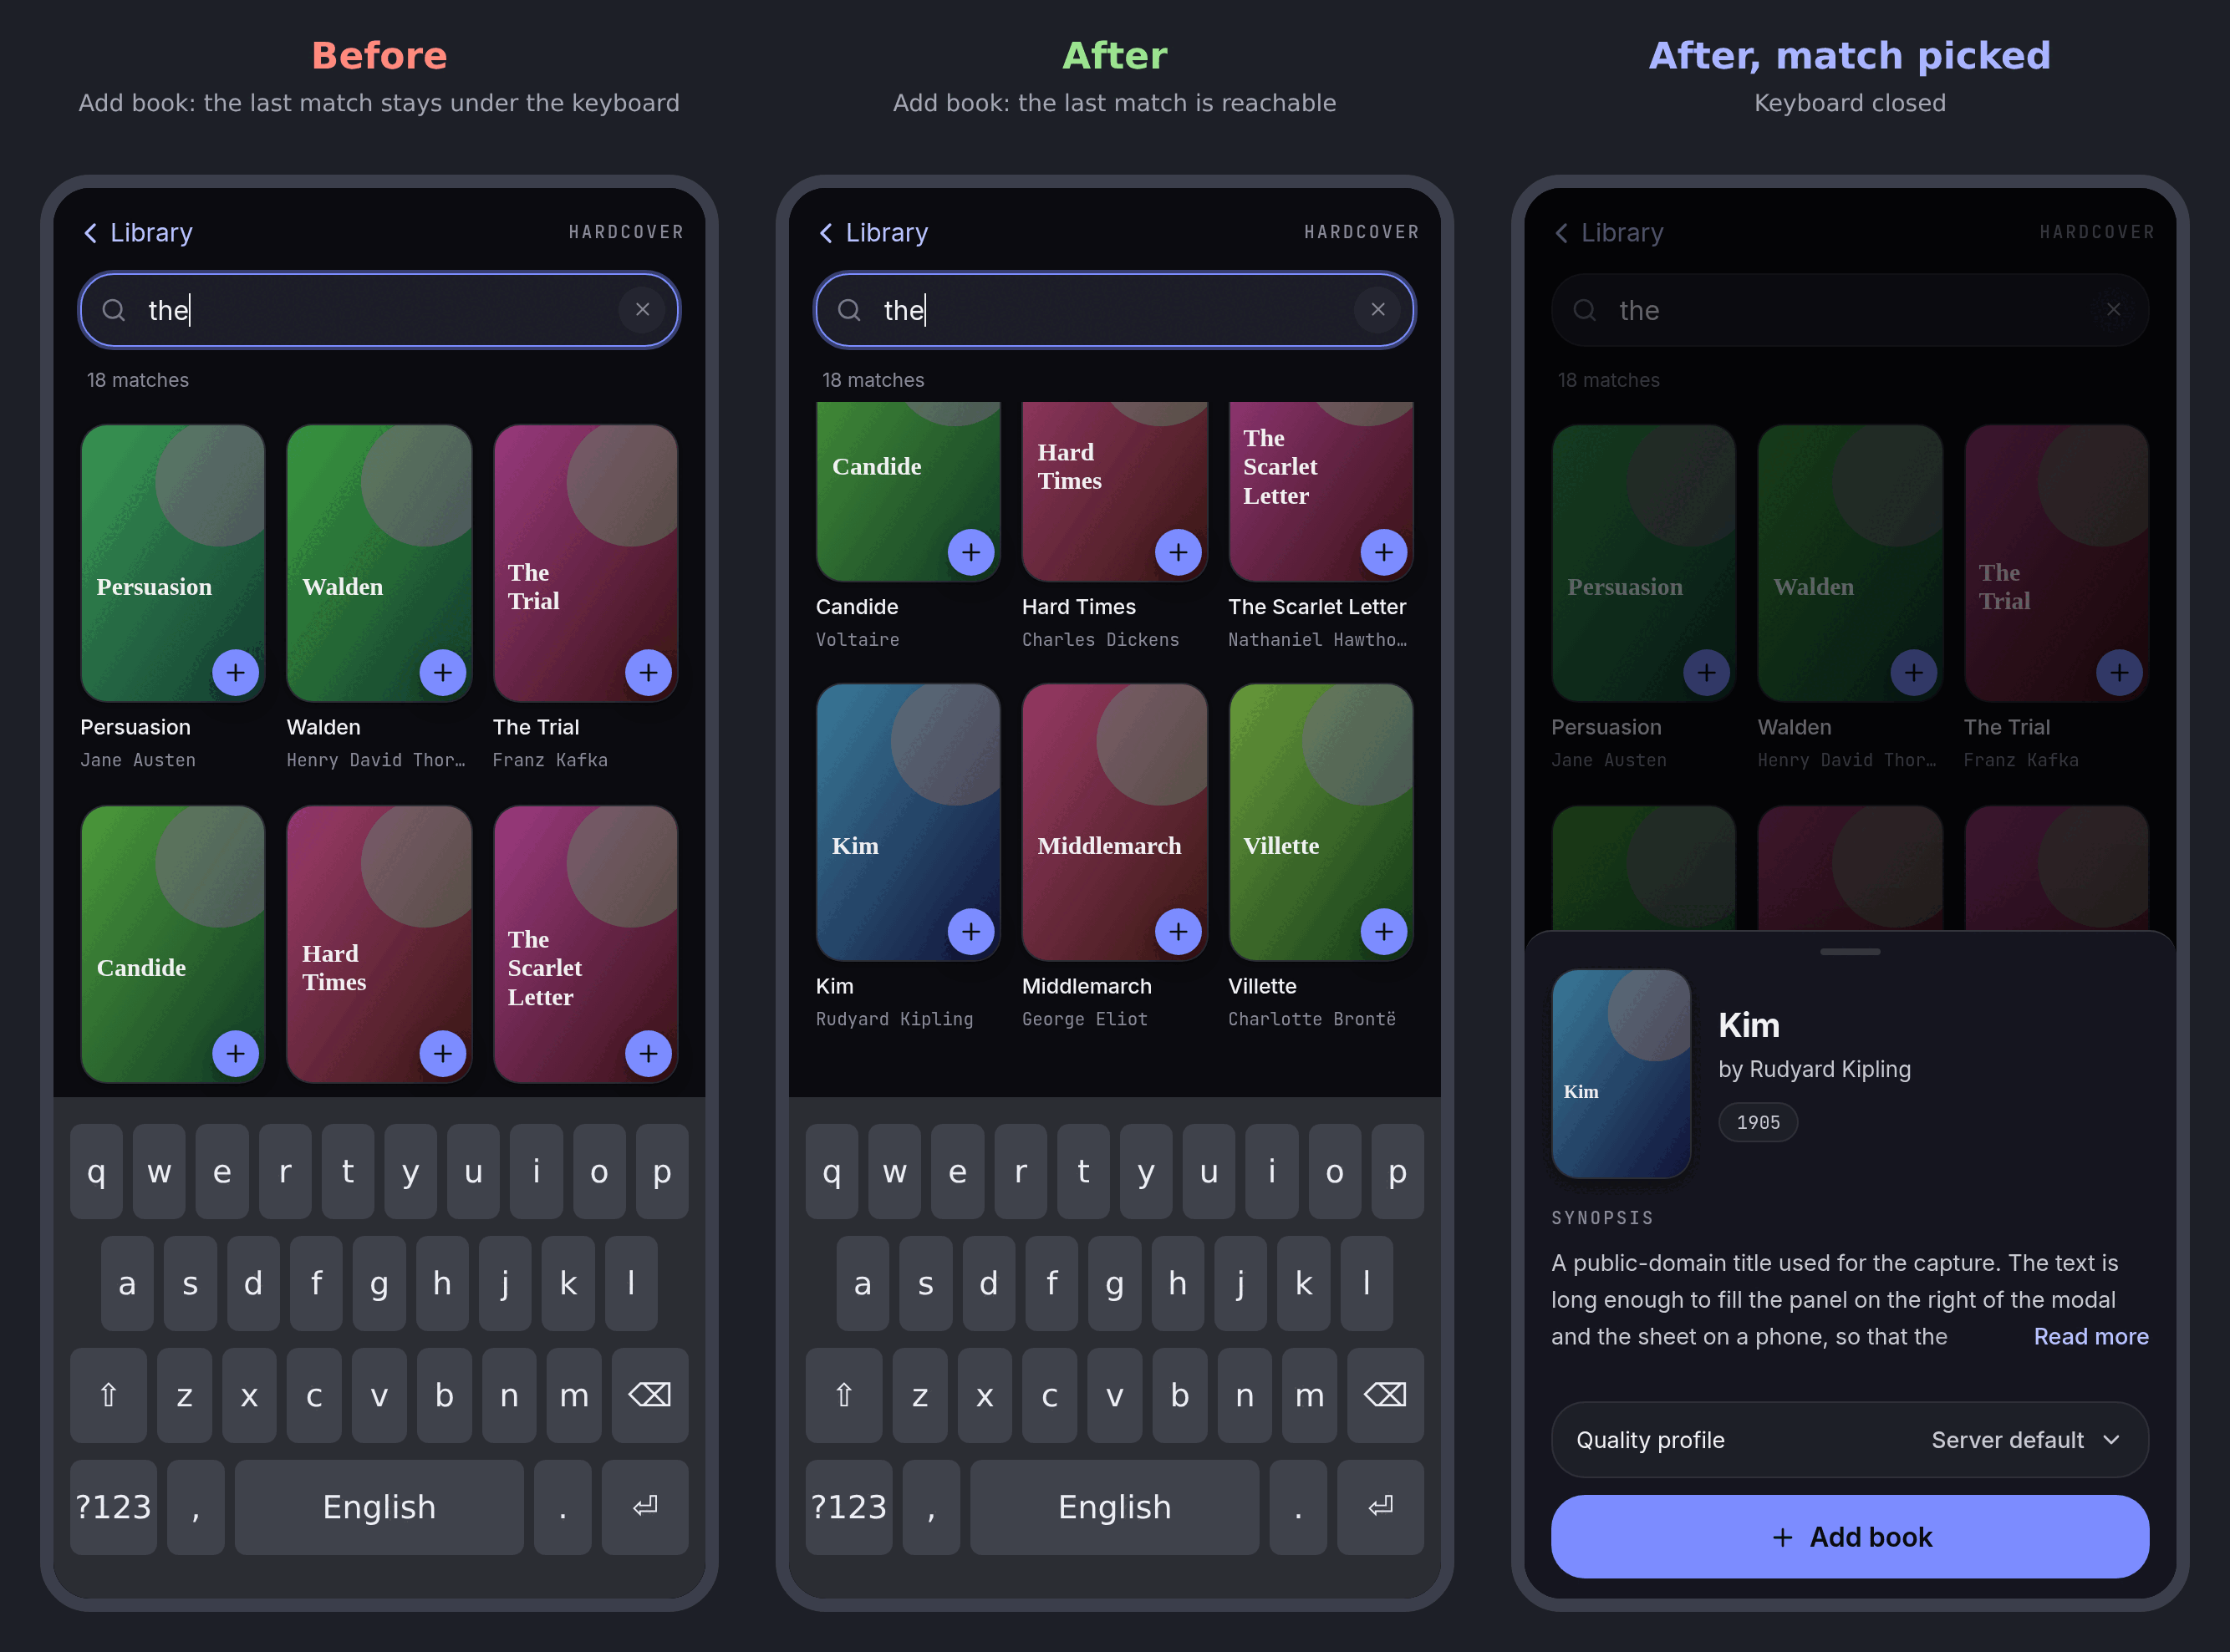 Before
Add book: the last match stays under the keyboard
Library
HARDCOVER
the
18 matches
Persuasion
Walden
The
Trial
Persuasion
Walden
The Trial
Jane Austen
Henry David Thor…
Franz Kafka
Candide
Hard
Times
The
Scarlet
Letter
q w e r t y u i o p
a s d f g h j k l
⇧ z x c v b n m ⌫
?123 , English . ⏎
After
Add book: the last match is reachable
Library
HARDCOVER
the
18 matches
Candide
Hard
Times
The
Scarlet
Letter
Candide
Hard Times
The Scarlet Letter
Voltaire
Charles Dickens
Nathaniel Hawtho…
Kim
Middlemarch
Villette
Kim
Middlemarch
Villette
Rudyard Kipling
George Eliot
Charlotte Brontë
q w e r t y u i o p
a s d f g h j k l
⇧ z x c v b n m ⌫
?123 , English . ⏎
After, match picked
Keyboard closed
Library
HARDCOVER
the
18 matches
Persuasion
Walden
The
Trial
Persuasion
Walden
The Trial
Jane Austen
Henry David Thor…
Franz Kafka
Kim
Kim
by Rudyard Kipling
1905
SYNOPSIS
A public-domain title used for the capture. The text is
long enough to fill the panel on the right of the modal
and the sheet on a phone, so that the Read more
Quality profile
Server default
+ Add book